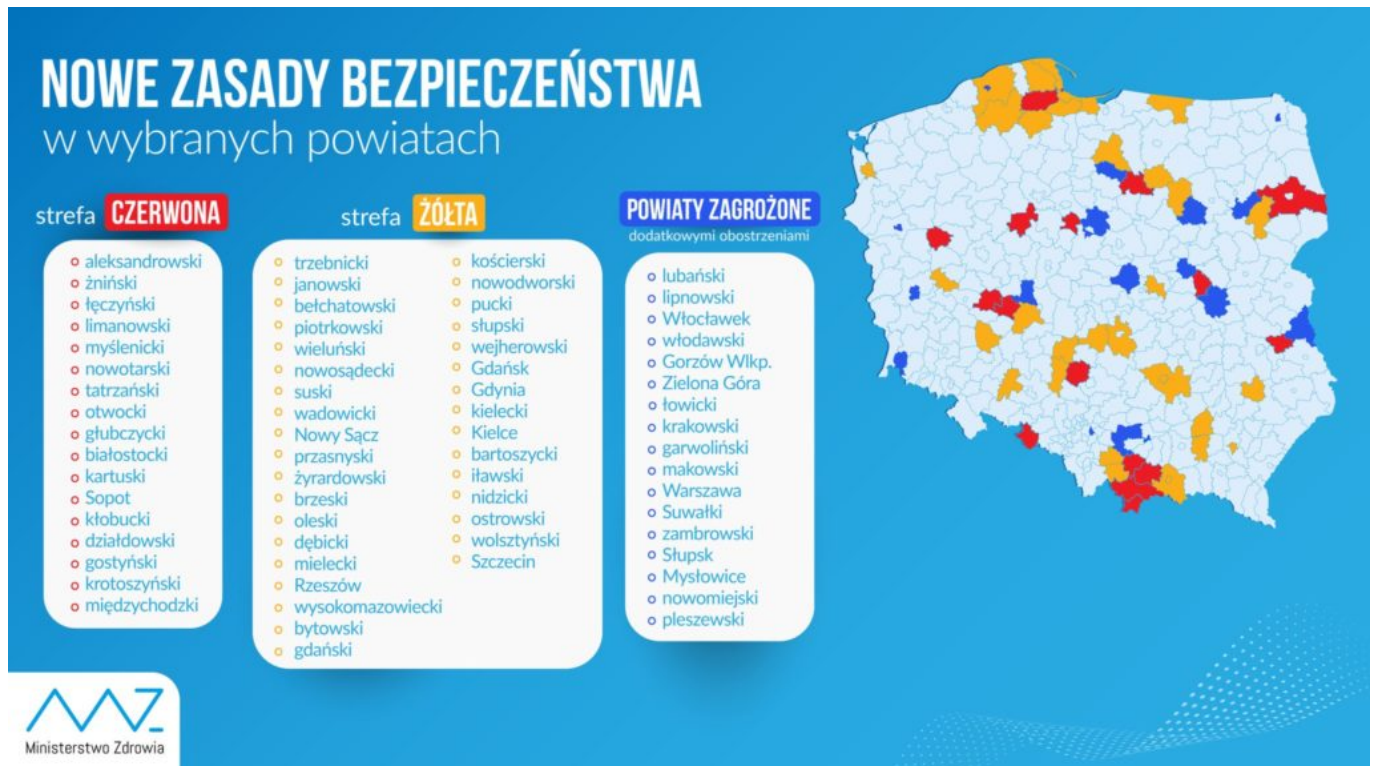 NOWE ZASADY BEZPIECZEŃSTWA
w wybranych powiatach
strefa CZERWONA
aleksandrowski
żniński
łęczyński
limanowski
myślenicki
nowotarski
tatrzański
otwocki
głubczycki
białostocki
kartuski
Sopot
kłobucki
działdowski
gostyński
krotoszyński
międzychodzki
strefa ŻÓŁTA
trzebnicki
janowski
bełchatowski
piotrkowski
wieluński
nowosądecki
suski
wadowicki
Nowy Sącz
przasnyski
żyrardowski
brzeski
oleski
dębicki
mielecki
Rzeszów
wysokomazowiecki
bytowski
gdański
kościerski
nowodworski
pucki
słupski
wejherowski
Gdańsk
Gdynia
kielecki
Kielce
bartoszycki
iławski
nidzicki
ostrowski
wolsztyński
Szczecin
POWIATY ZAGROŻONE
dodatkowymi obostrzeniami
lubański
lipnowski
Włocławek
włodawski
Gorzów Wlkp.
Zielona Góra
łowicki
krakowski
garwoliński
makowski
Warszawa
Suwałki
zambrowski
Słupsk
Mysłowice
nowomiejski
pleszewski
MZ
Ministerstwo Zdrowia